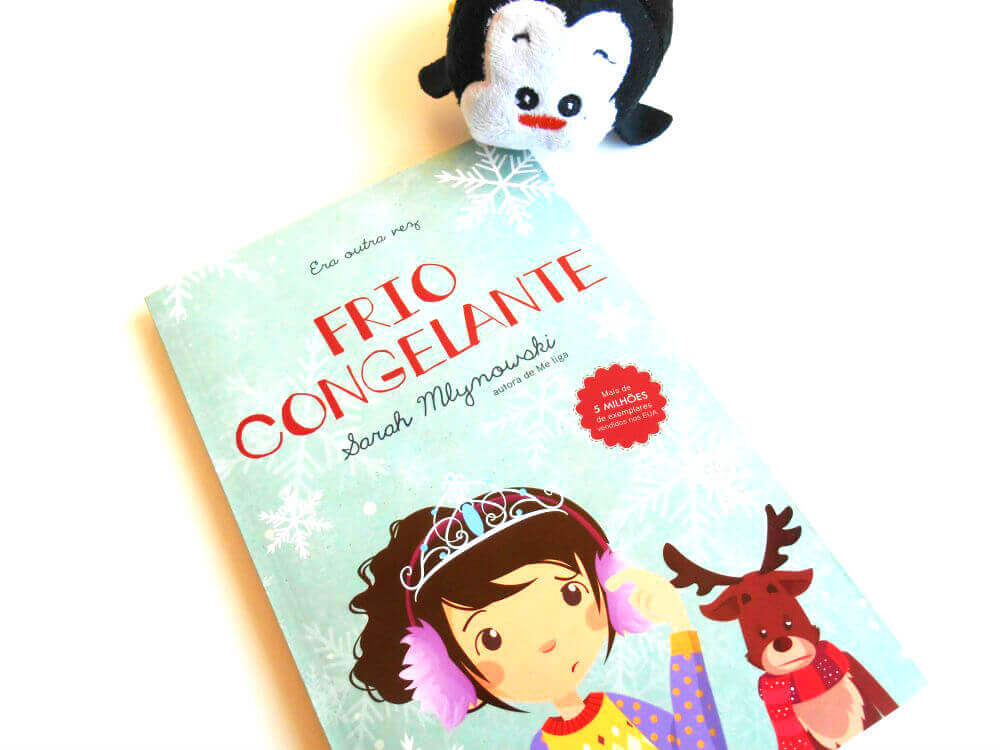 Era outra vez
FRIO
CONGELANTE
Sarah Mlynowski
autora de Me liga
Mais de
5 MILHÕES
de exemplares
vendidos nos EUA